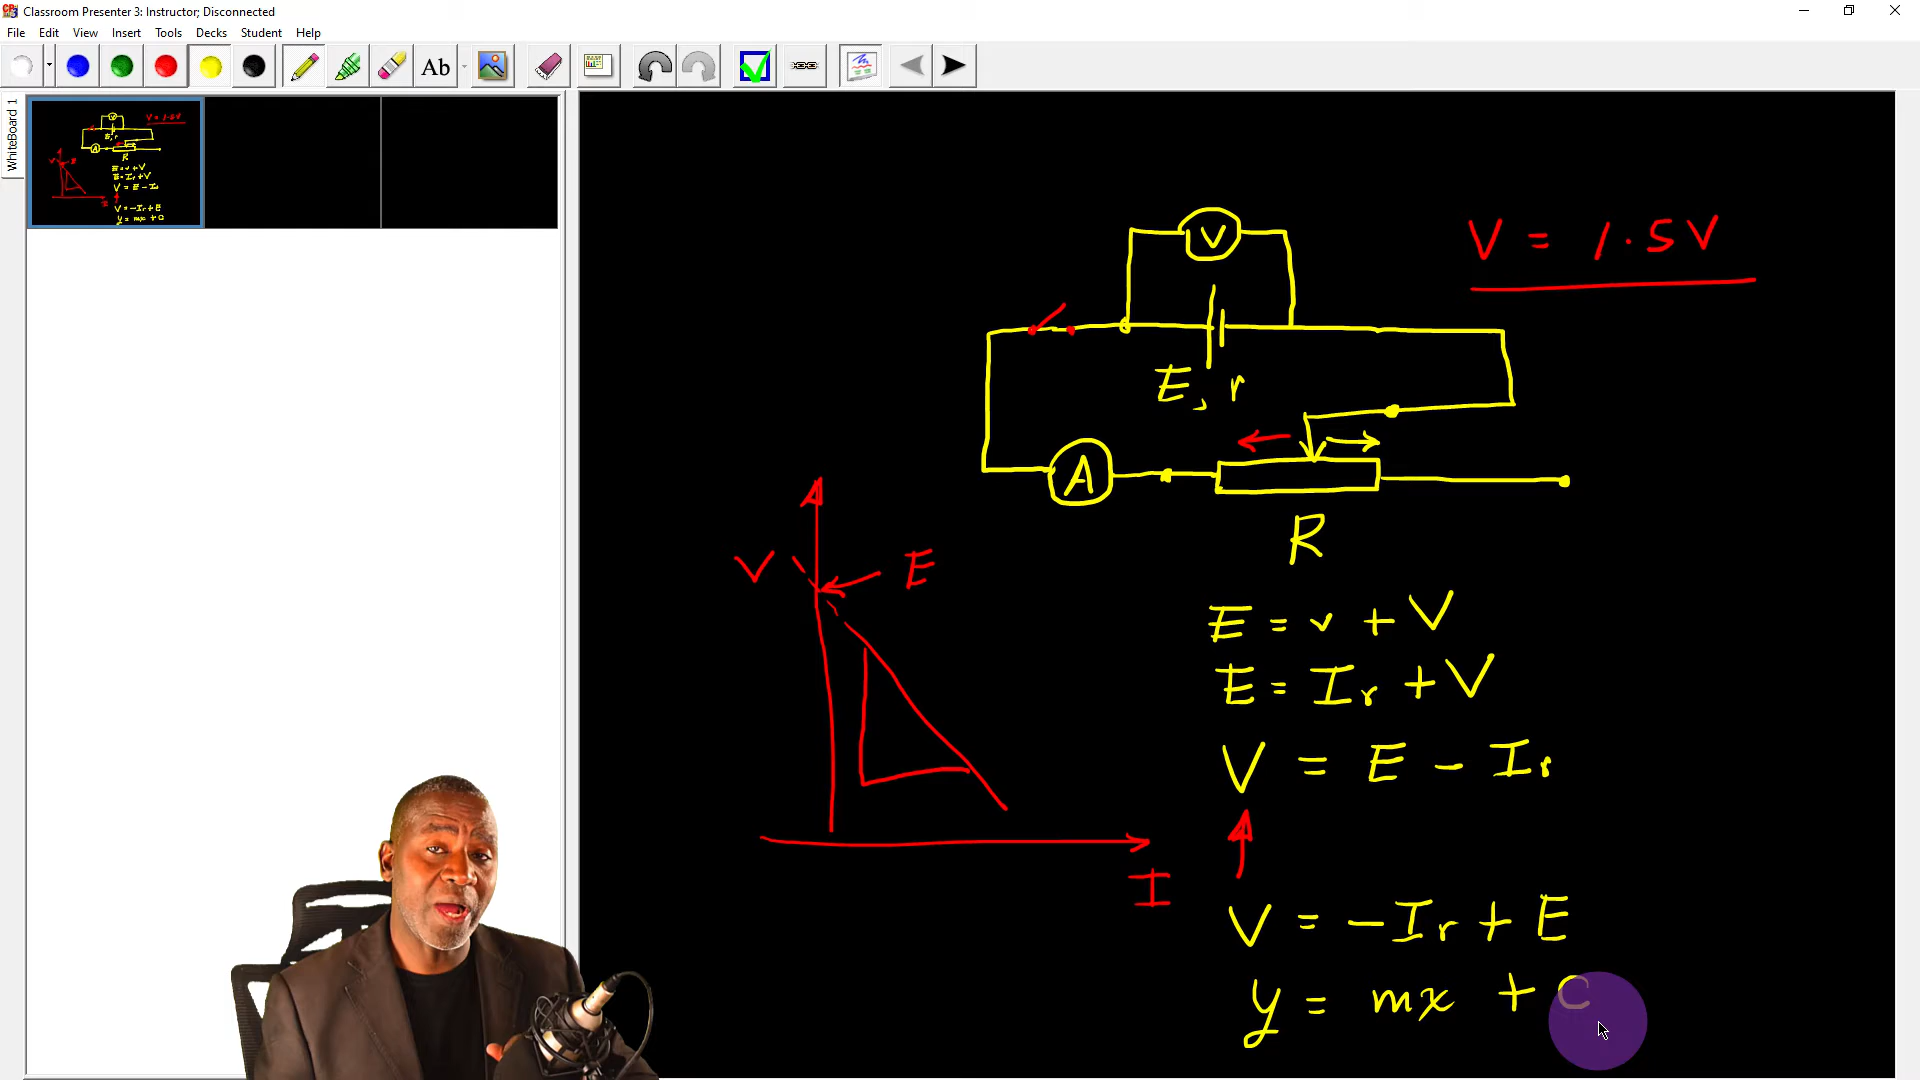 Classroom Presenter 3: Instructor; Disconnected
File Edit View Insert Tools Decks Student Help
Ab
WhiteBoard 1
V
V = 1.5V
E, r
A
R
V
E
I
E = v + V
E = Ir + V
V = E - Ir
V = -Ir + E
y = mx + C